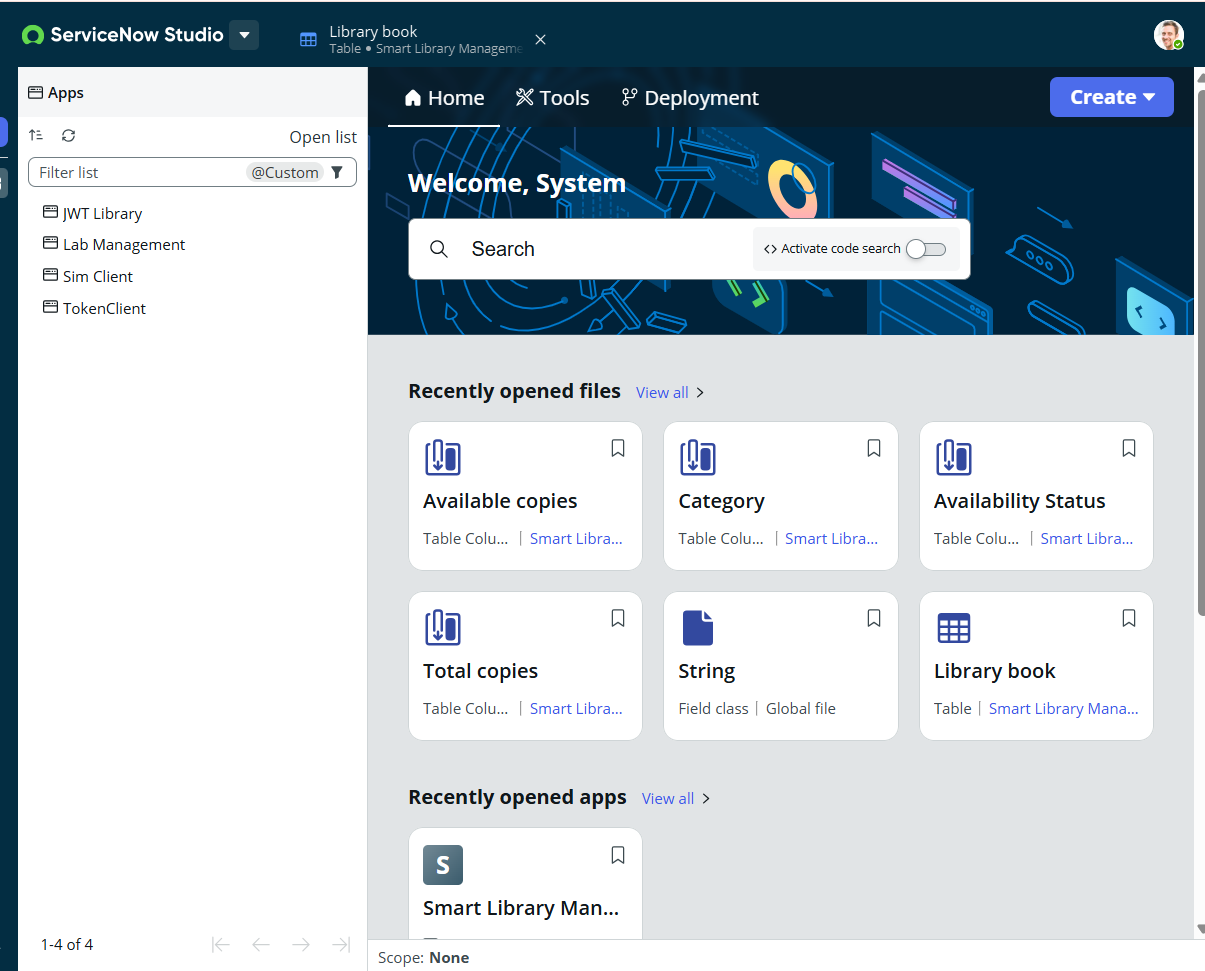 ServiceNow Studio
Library book
Table • Smart Library Manageme
Apps
Open list
Filter list
@Custom
JWT Library
Lab Management
Sim Client
TokenClient
1-4 of 4
Home
Tools
Deployment
Create
Welcome, System
Search
Activate code search
Recently opened files
View all
Available copies
Table Colu... | Smart Libra...
Category
Table Colu... | Smart Libra...
Availability Status
Table Colu... | Smart Libra...
Total copies
Table Colu... | Smart Libra...
String
Field class | Global file
Library book
Table | Smart Library Mana...
Recently opened apps
View all
S
Smart Library Man...
Scope: None